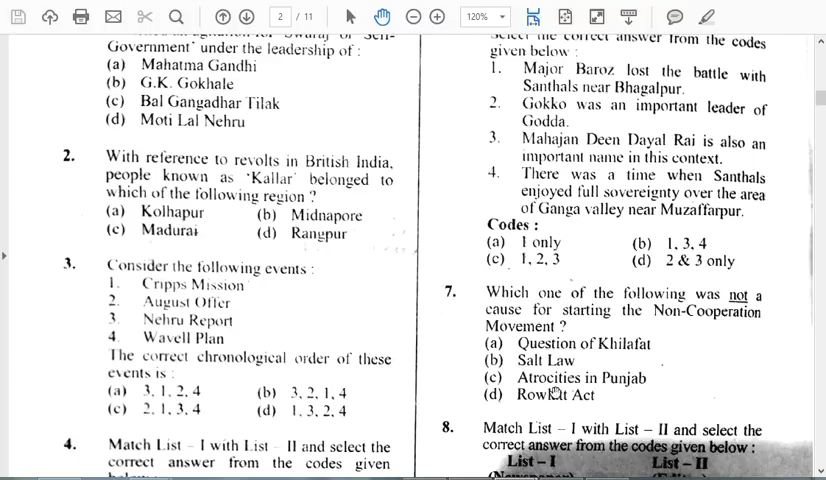 2 / 11
120%
Government' under the leadership of :
(a) Mahatma Gandhi
(b) G.K. Gokhale
(c) Bal Gangadhar Tilak
(d) Moti Lal Nehru
2. With reference to revolts in British India,
people known as 'Kallar' belonged to
which of the following region ?
(a) Kolhapur (b) Midnapore
(c) Madurai (d) Rangpur
3. Consider the following events :
1. Cripps Mission
2. August Offer
3. Nehru Report
4. Wavell Plan
The correct chronological order of these
events is :
(a) 3, 1, 2, 4 (b) 3, 2, 1, 4
(c) 2, 1, 3, 4 (d) 1, 3, 2, 4
4. Match List – I with List – II and select the
correct answer from the codes given
select the correct answer from the codes
given below :
1. Major Baroz lost the battle with
Santhals near Bhagalpur.
2. Gokko was an important leader of
Godda.
3. Mahajan Deen Dayal Rai is also an
important name in this context.
4. There was a time when Santhals
enjoyed full sovereignty over the area
of Ganga valley near Muzaffarpur.
Codes :
(a) 1 only (b) 1, 3, 4
(c) 1, 2, 3 (d) 2 & 3 only
7. Which one of the following was not a
cause for starting the Non-Cooperation
Movement ?
(a) Question of Khilafat
(b) Salt Law
(c) Atrocities in Punjab
(d) Rowlatt Act
8. Match List – I with List – II and select the
correct answer from the codes given below :
List – I List – II